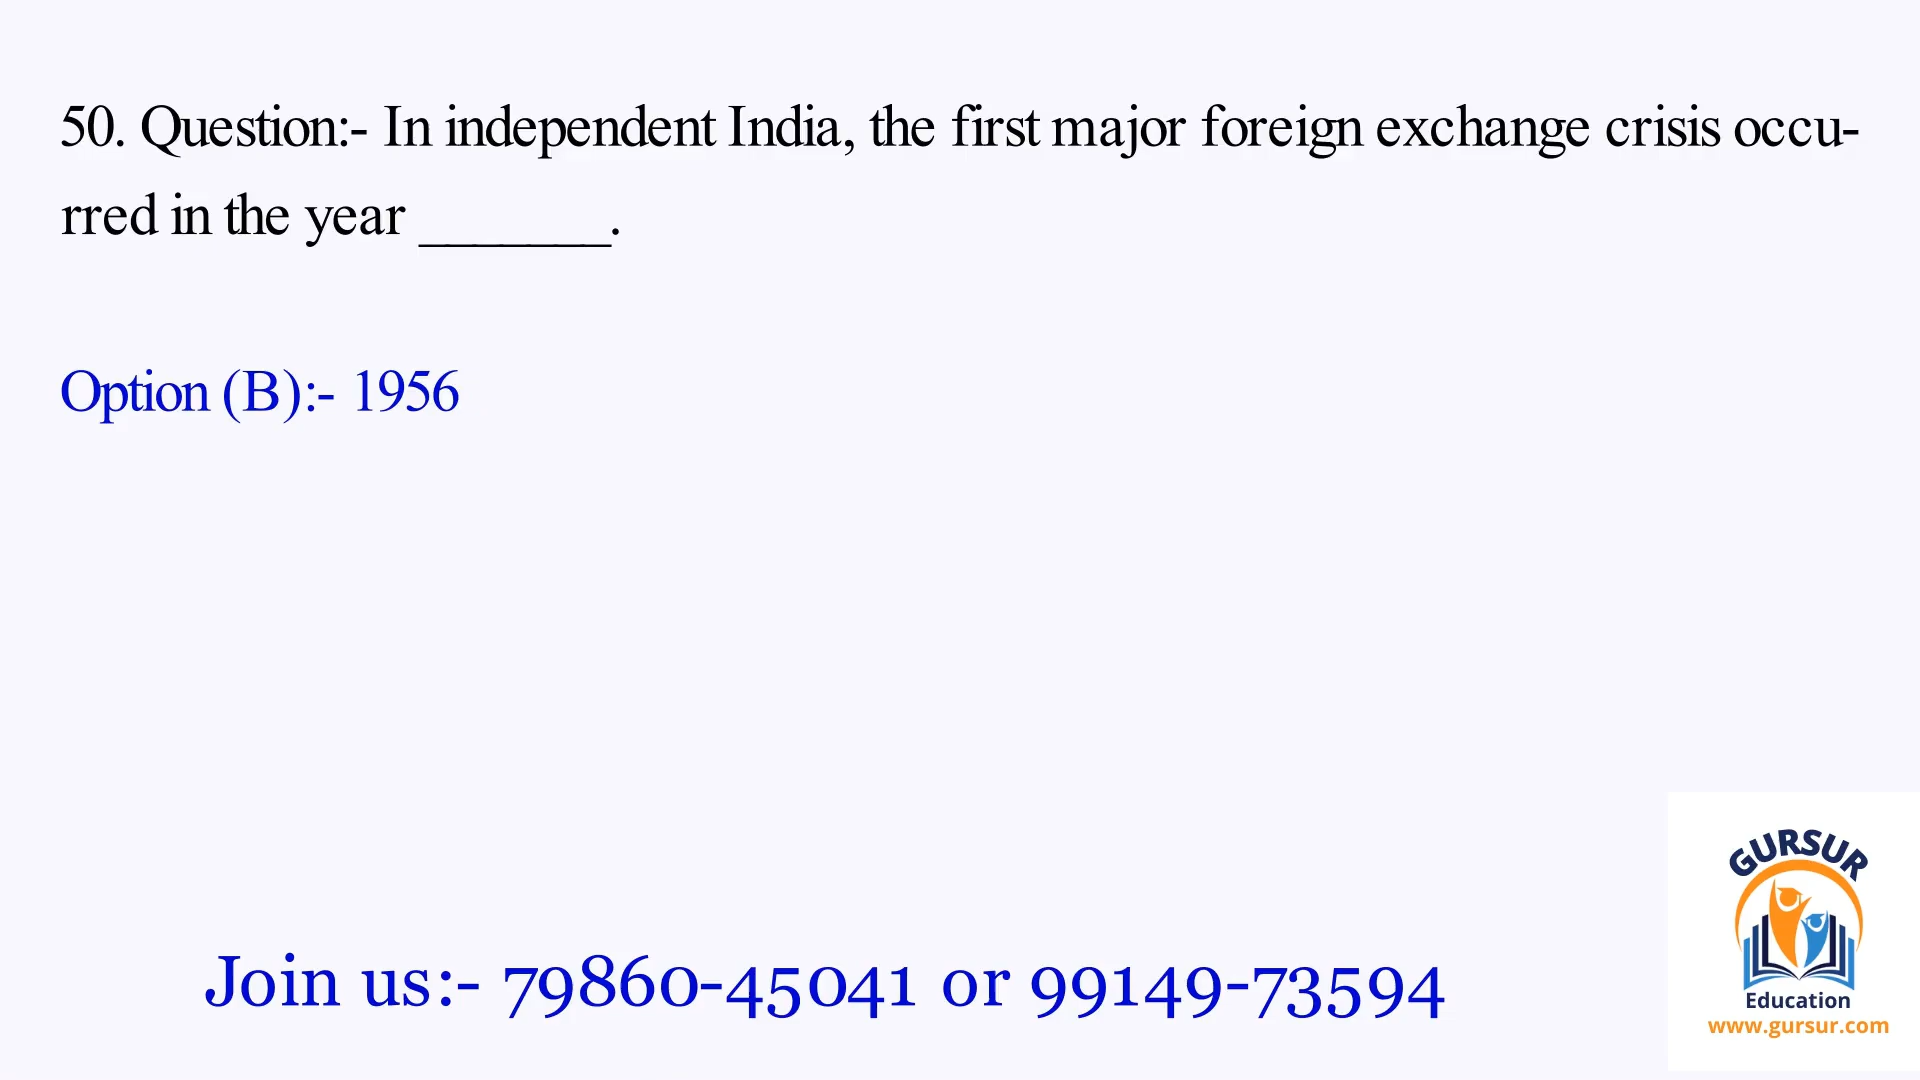 50. Question:- In independent India, the first major foreign exchange crisis occu-
rred in the year _______.
Option (B):- 1956
Join us:- 79860-45041 or 99149-73594
GURSUR
Education
www.gursur.com